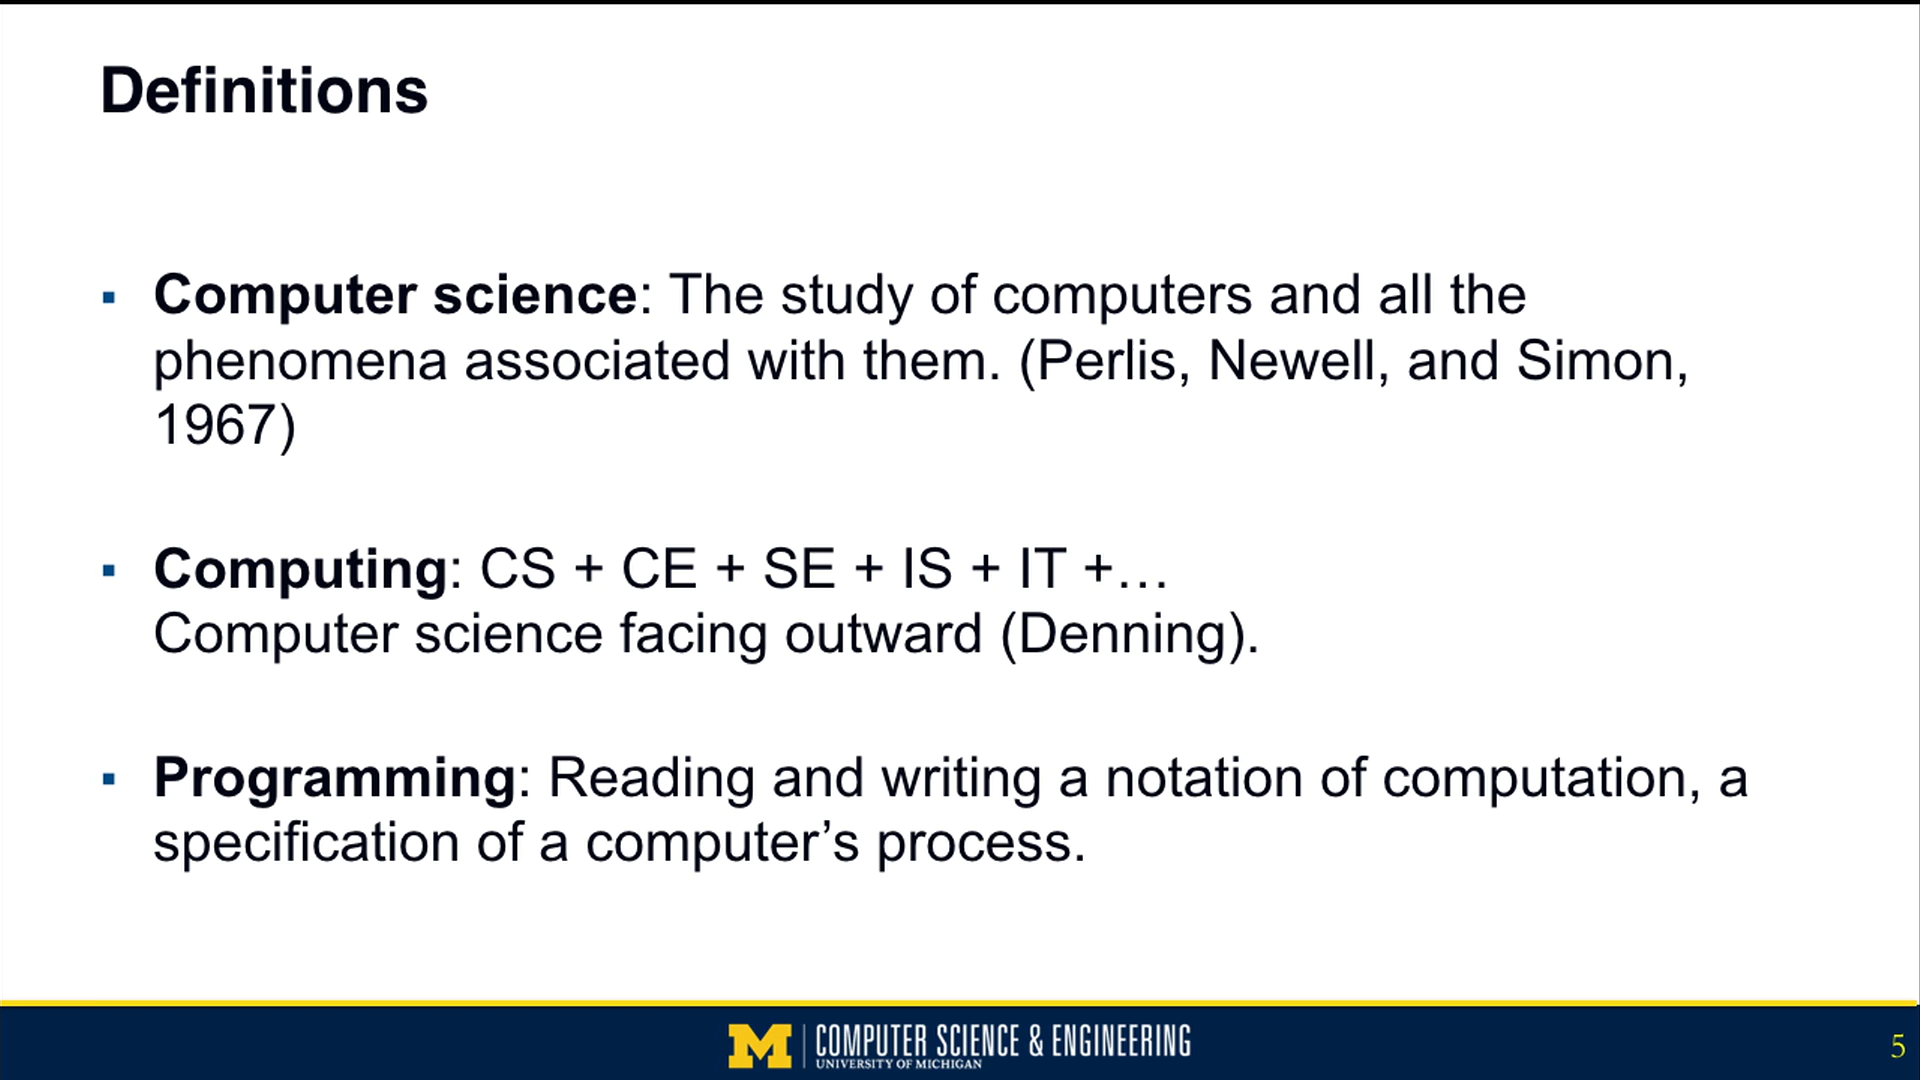 Definitions
▪ Computer science: The study of computers and all the
phenomena associated with them. (Perlis, Newell, and Simon,
1967)
▪ Computing: CS + CE + SE + IS + IT +…
Computer science facing outward (Denning).
▪ Programming: Reading and writing a notation of computation, a
specification of a computer’s process.
M COMPUTER SCIENCE & ENGINEERING
UNIVERSITY OF MICHIGAN
5